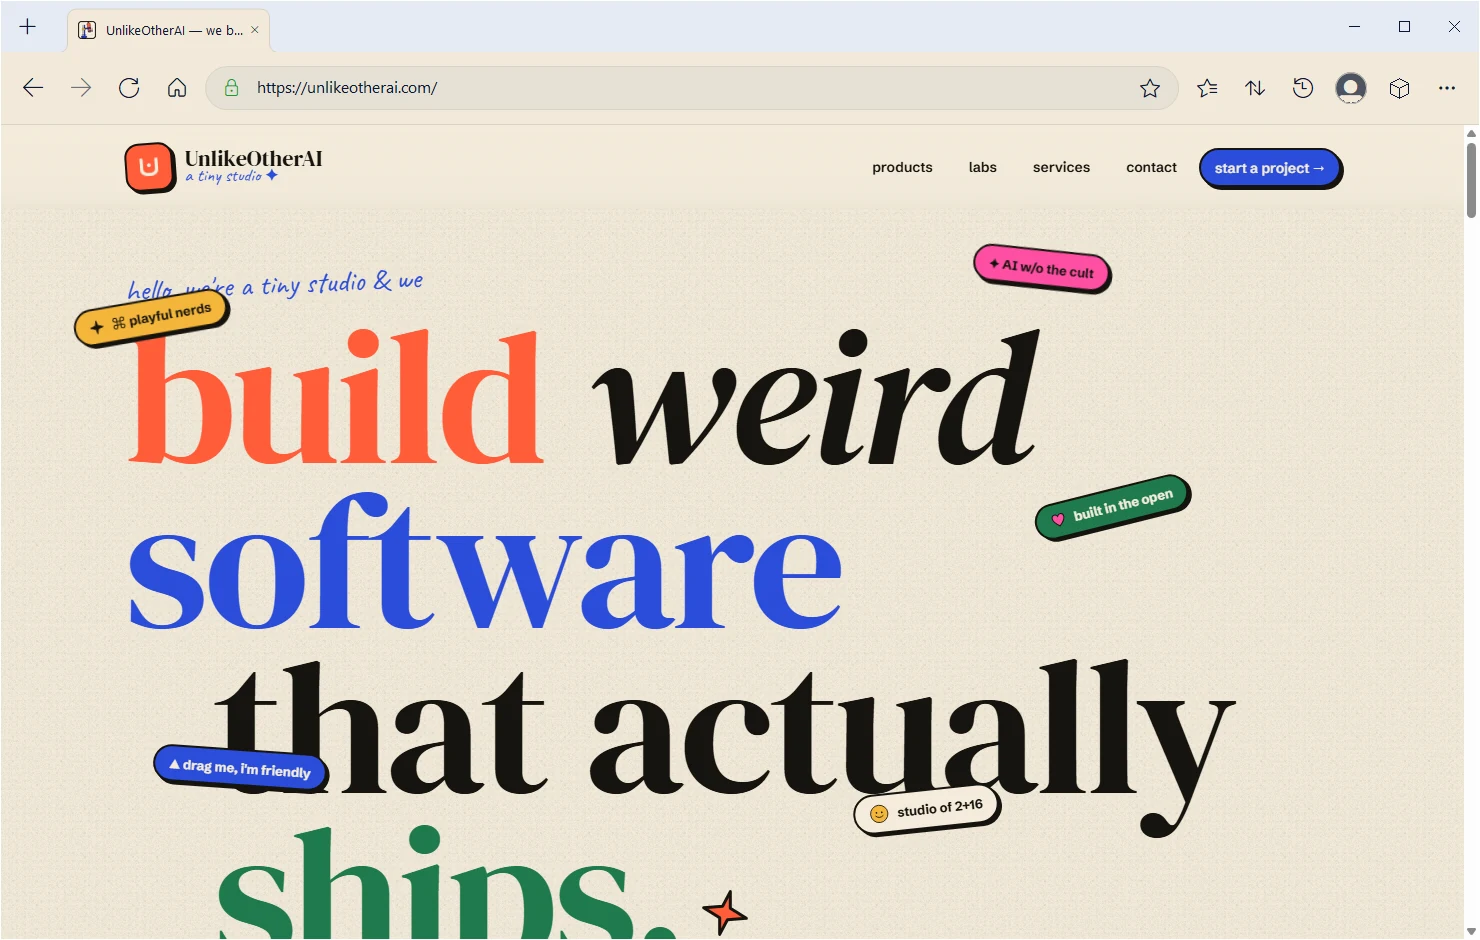 UnlikeOtherAI — we b...
https://unlikeotherai.com/
UnlikeOtherAI
a tiny studio
products
labs
services
contact
start a project →
hello, we're a tiny studio & we
✦ AI w/o the cult
✦ ⌘ playful nerds
build weird
built in the open
software
that actually
▲ drag me, i'm friendly
studio of 2+16
ships.